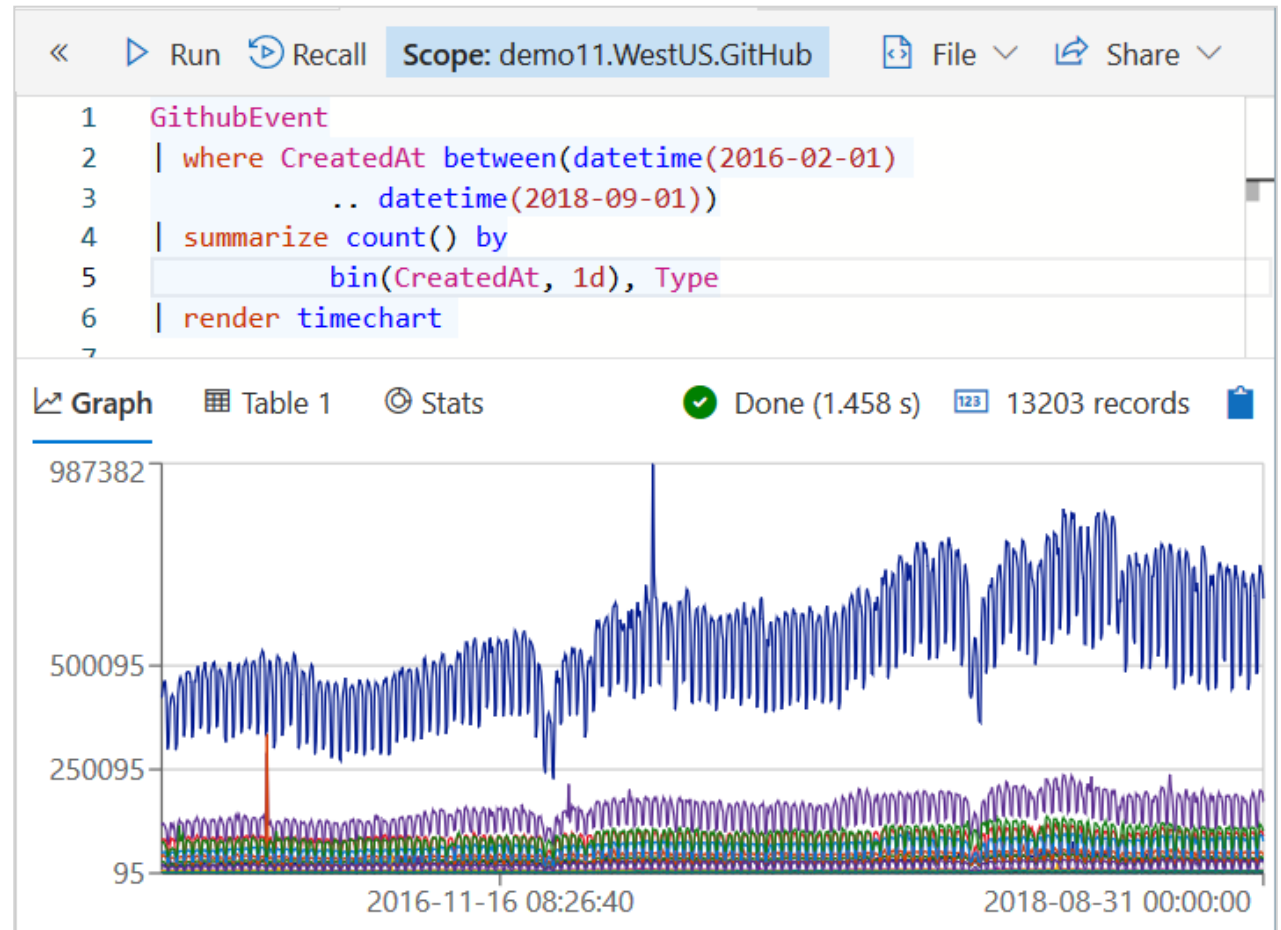 « Run Recall Scope: demo11.WestUS.GitHub File Share
1 GithubEvent
2 | where CreatedAt between(datetime(2016-02-01)
3 .. datetime(2018-09-01))
4 | summarize count() by
5 bin(CreatedAt, 1d), Type
6 | render timechart
7
Graph Table 1 Stats Done (1.458 s) 123 13203 records
987382
500095
250095
95
2016-11-16 08:26:40 2018-08-31 00:00:00